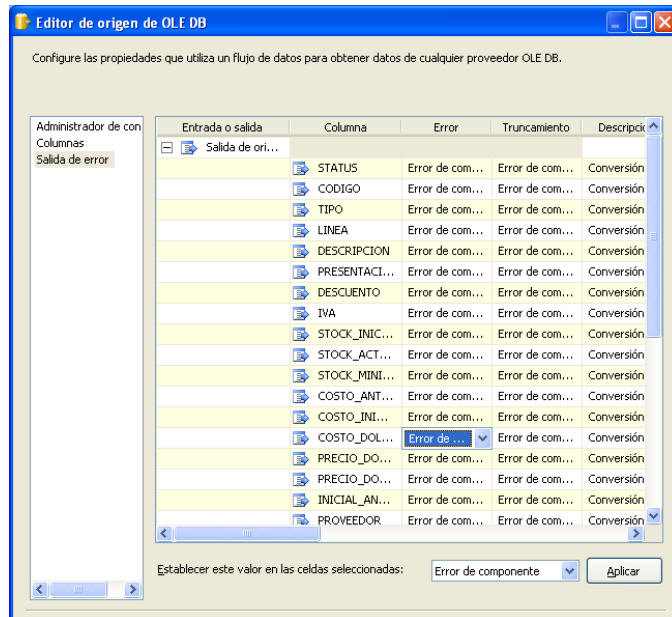 Editor de origen de OLE DB
Configure las propiedades que utiliza un flujo de datos para obtener datos de cualquier proveedor OLE DB.
Administrador de con
Columnas
Salida de error
Entrada o salida Columna Error Truncamiento Descripció
Salida de ori...
STATUS Error de com... Error de com... Conversión
CODIGO Error de com... Error de com... Conversión
TIPO Error de com... Error de com... Conversión
LINEA Error de com... Error de com... Conversión
DESCRIPCION Error de com... Error de com... Conversión
PRESENTACI... Error de com... Error de com... Conversión
DESCUENTO Error de com... Error de com... Conversión
IVA Error de com... Error de com... Conversión
STOCK_INIC... Error de com... Error de com... Conversión
STOCK_ACT... Error de com... Error de com... Conversión
STOCK_MINI... Error de com... Error de com... Conversión
COSTO_ANT... Error de com... Error de com... Conversión
COSTO_INI... Error de com... Error de com... Conversión
COSTO_DOL... Error de ... Error de com... Conversión
PRECIO_DO... Error de com... Error de com... Conversión
PRECIO_DO... Error de com... Error de com... Conversión
INICIAL_AN... Error de com... Error de com... Conversión
PROVEEDOR Error de com... Error de com... Conversión
Establecer este valor en las celdas seleccionadas: Error de componente Aplicar